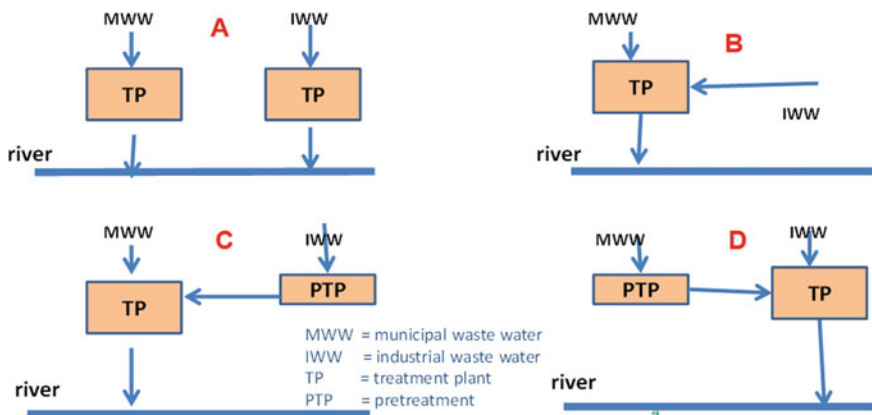 MWW A IWW
TP TP
river
MWW B
TP
IWW
river
MWW C IWW
TP PTP
river
MWW = municipal waste water
IWW = industrial waste water
TP = treatment plant
PTP = pretreatment
MWW D IWW
PTP TP
river